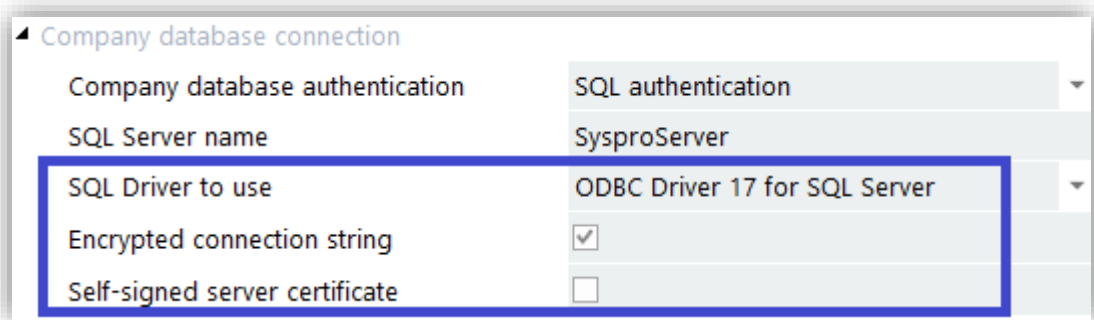 Company database connection
Company database authentication SQL authentication
SQL Server name SysproServer
SQL Driver to use ODBC Driver 17 for SQL Server
Encrypted connection string
Self-signed server certificate